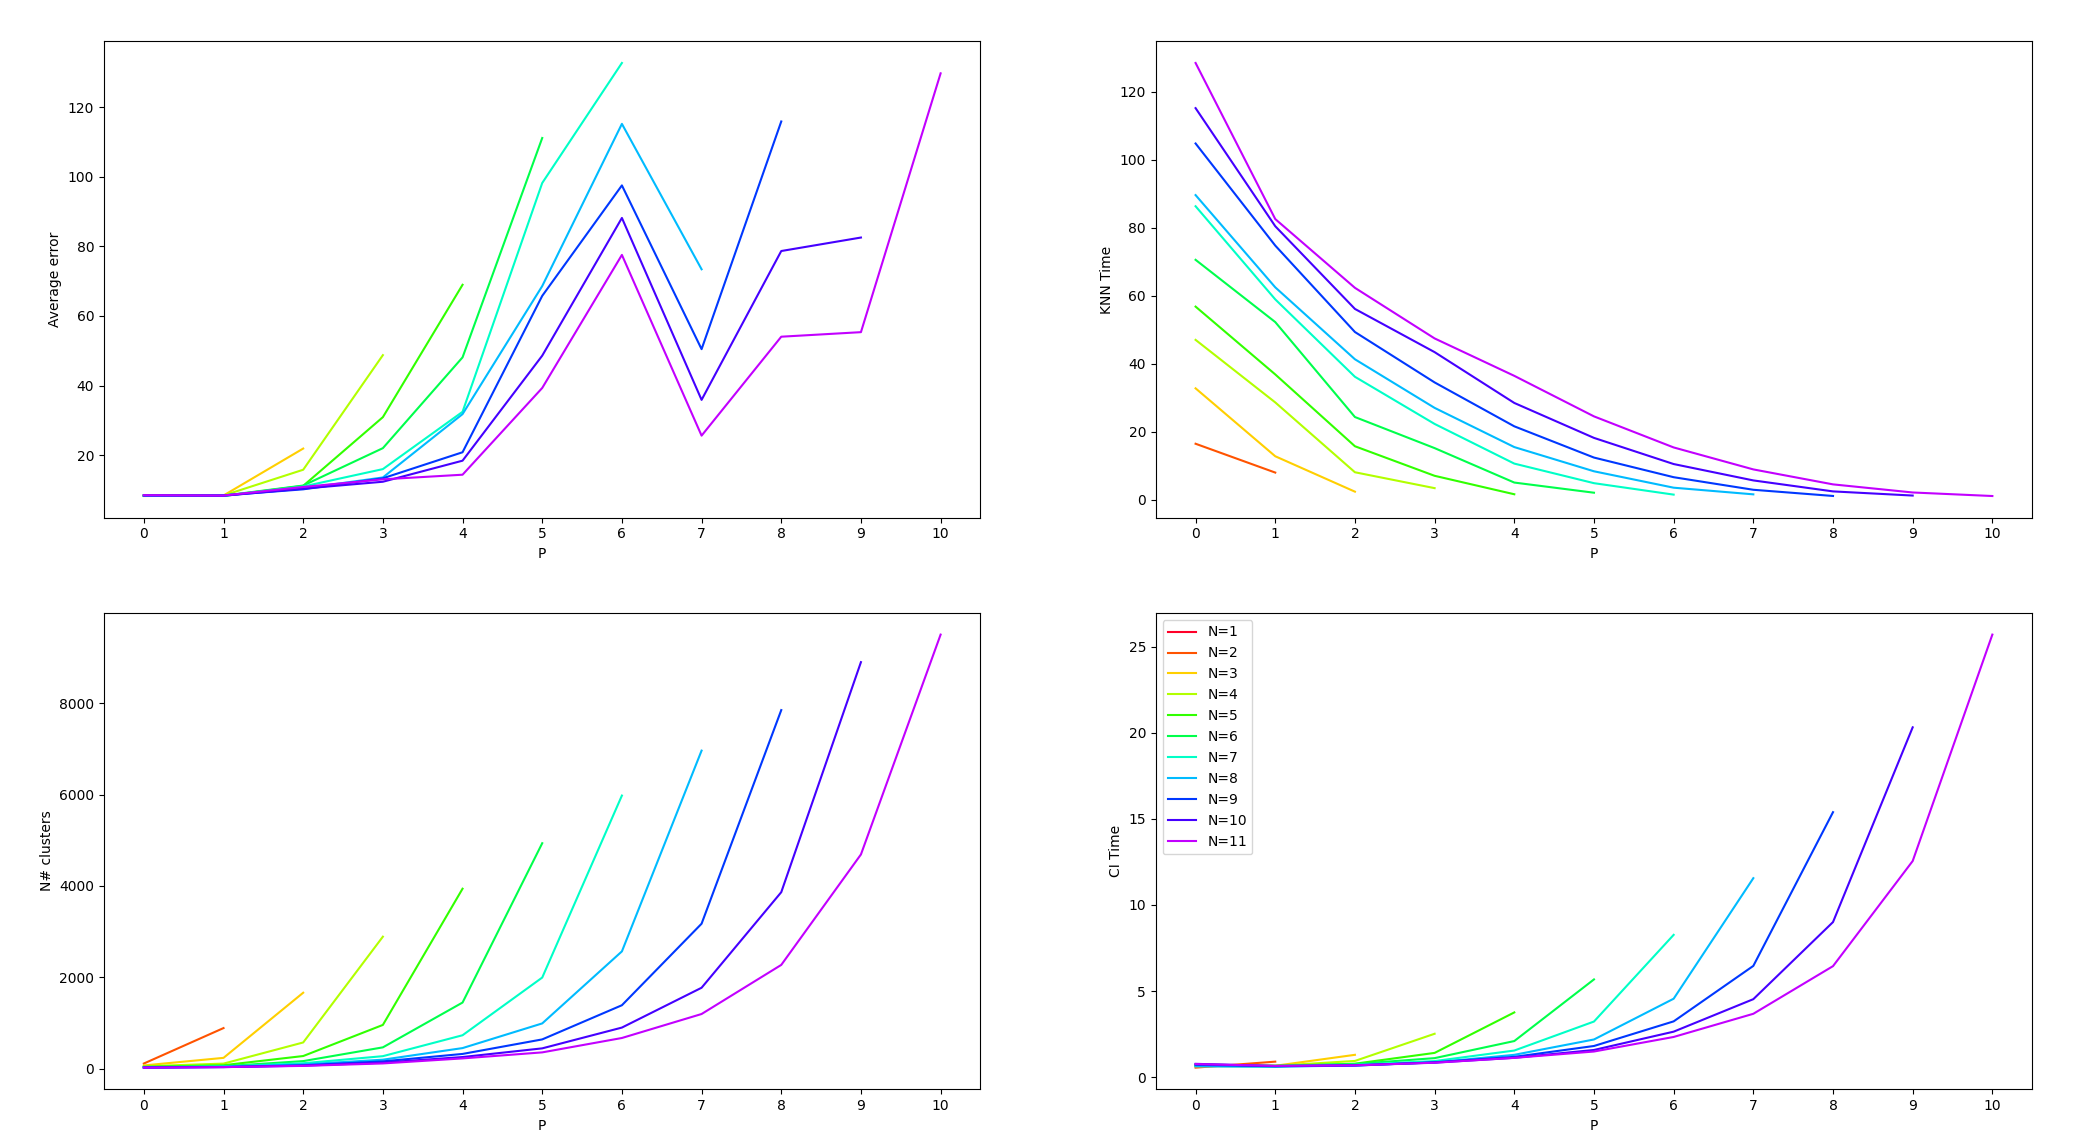 120
100
80
60
40
20
Average error
0 1 2 3 4 5 6 7 8 9 10
P
120
100
80
60
40
20
0
KNN Time
0 1 2 3 4 5 6 7 8 9 10
P
8000
6000
4000
2000
0
N# clusters
0 1 2 3 4 5 6 7 8 9 10
P
25
20
15
10
5
0
CI Time
N=1
N=2
N=3
N=4
N=5
N=6
N=7
N=8
N=9
N=10
N=11
0 1 2 3 4 5 6 7 8 9 10
P